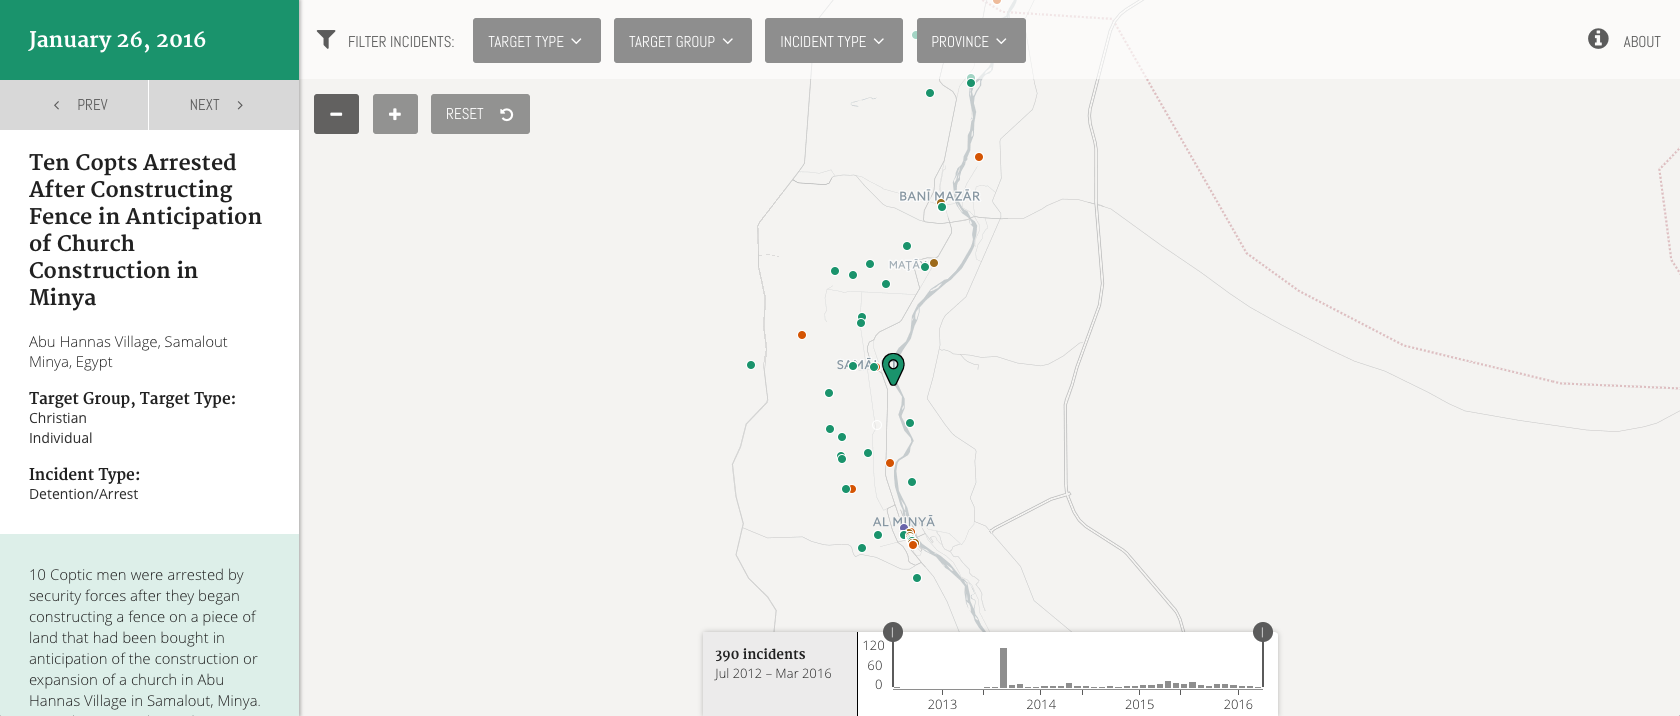 January 26, 2016
FILTER INCIDENTS:
TARGET TYPE
TARGET GROUP
INCIDENT TYPE
PROVINCE
ABOUT
PREV
NEXT
RESET
Ten Copts Arrested
After Constructing
Fence in Anticipation
of Church
Construction in
Minya
Abu Hannas Village, Samalout
Minya, Egypt
Target Group, Target Type:
Christian
Individual
Incident Type:
Detention/Arrest
10 Coptic men were arrested by
security forces after they began
constructing a fence on a piece of
land that had been bought in
anticipation of the construction or
expansion of a church in Abu
Hannas Village in Samalout, Minya.
BANĪ MAZĀR
AL MINYĀ
390 incidents
Jul 2012 – Mar 2016
120
60
0
2013
2014
2015
2016